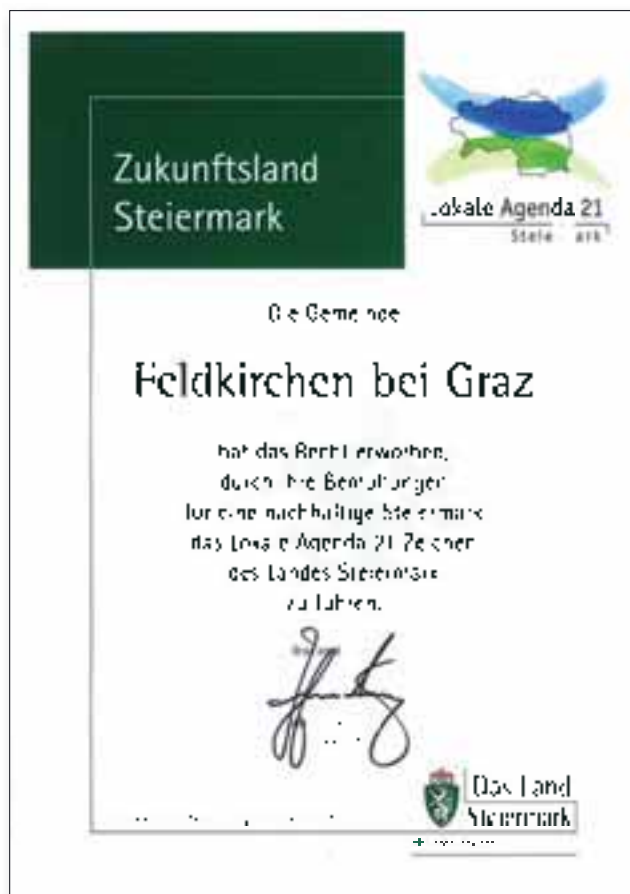 Zukunftsland
Steiermark
Lokale Agenda 21
Die Gemeinde
Feldkirchen bei Graz
hat das Recht erworben,
durch ihre Bemühungen
für eine nachhaltige Steiermark
das Lokale Agenda 21 Zeichen
des Landes Steiermark
zu führen.
Das Land
Steiermark